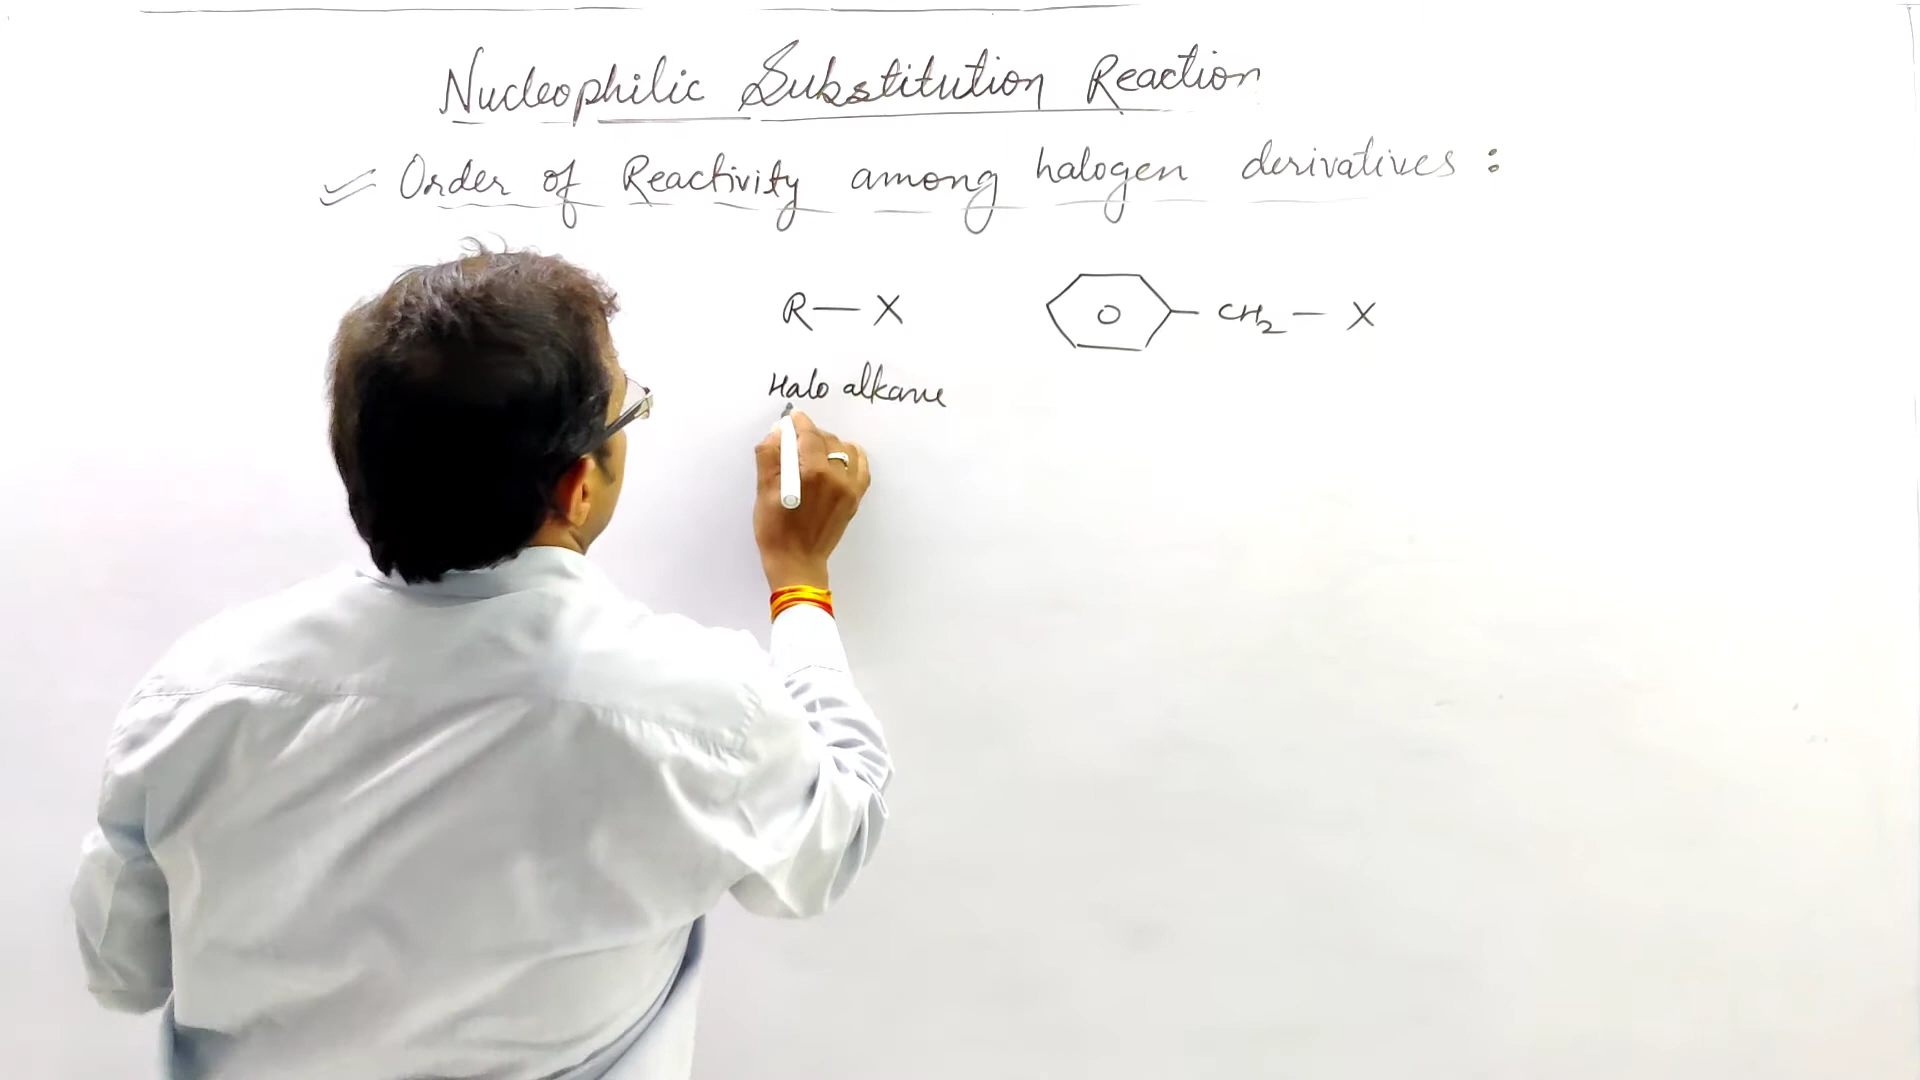 Nucleophilic Substitution Reaction
Order of Reactivity among halogen derivatives :
R — X    O — CH2 — X
Halo alkane